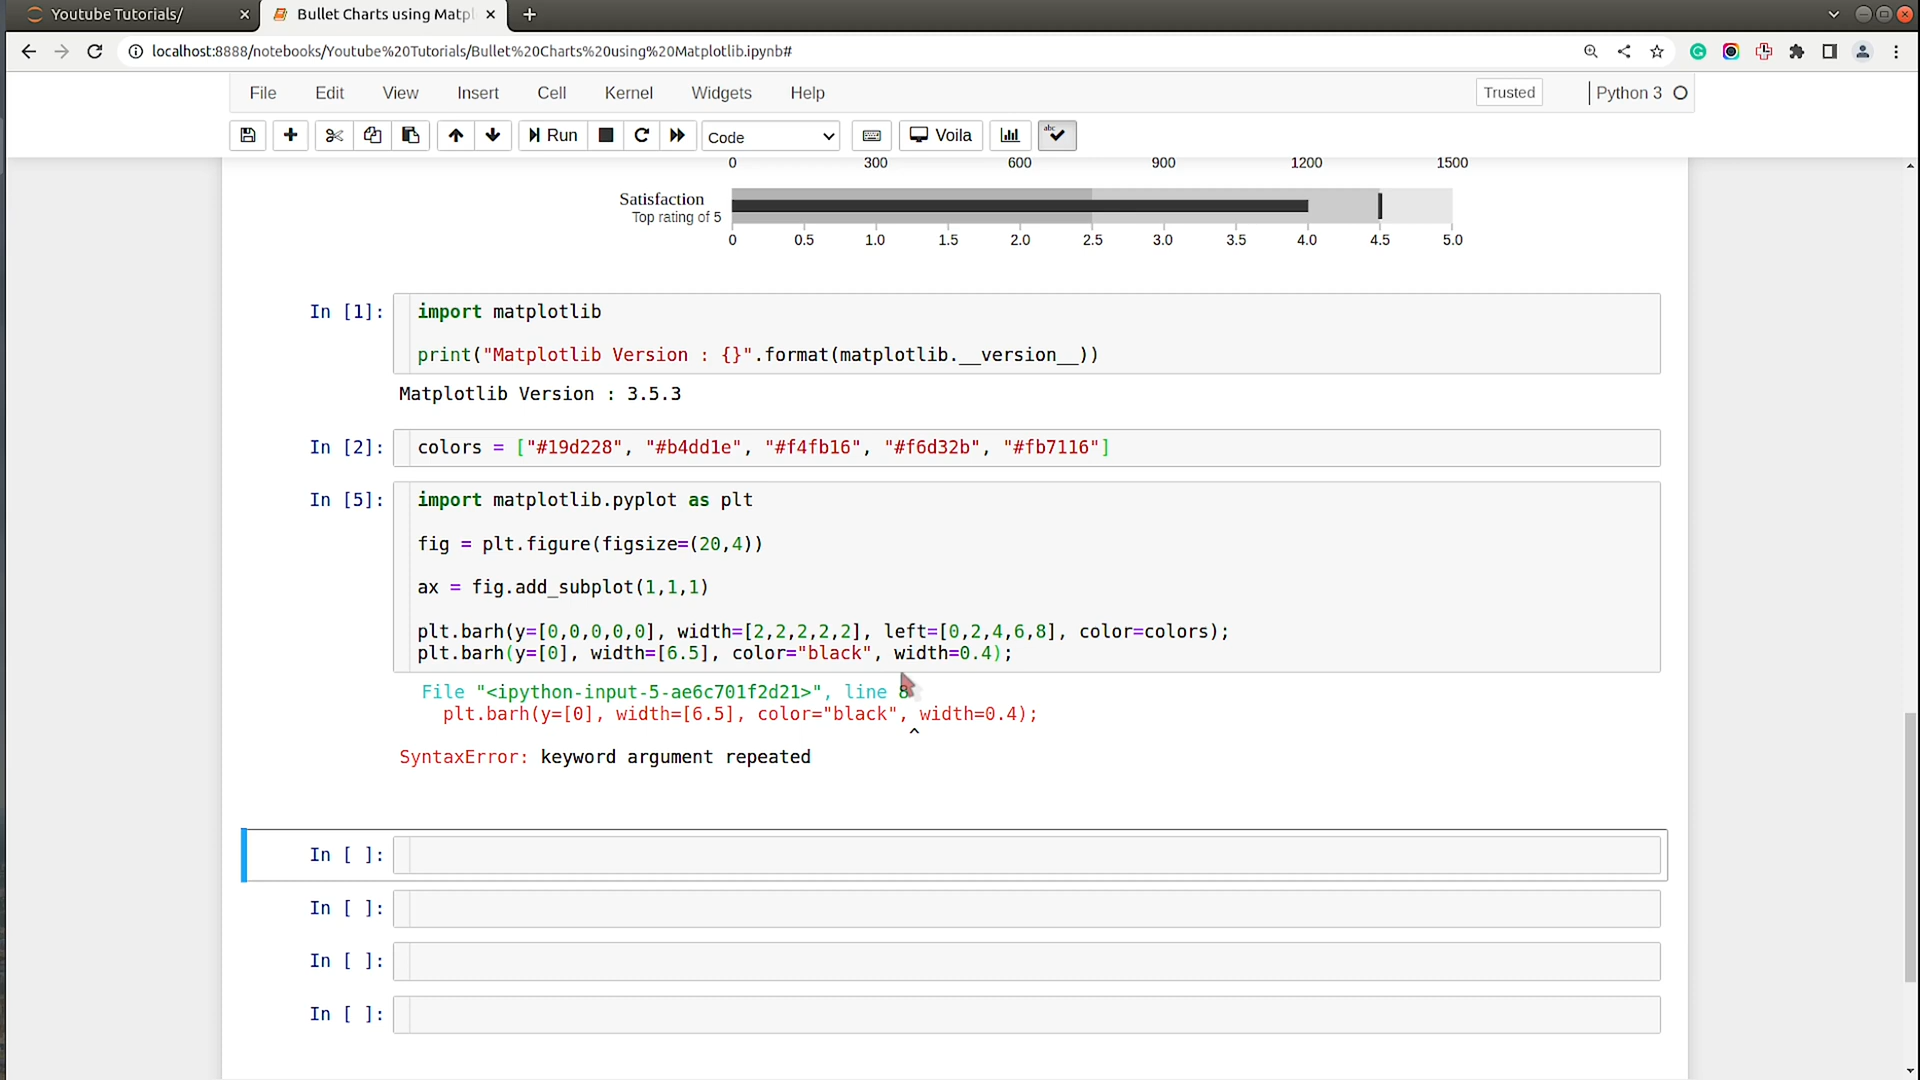 Youtube Tutorials/
Bullet Charts using Matpl
localhost:8888/notebooks/Youtube%20Tutorials/Bullet%20Charts%20using%20Matplotlib.ipynb#
File Edit View Insert Cell Kernel Widgets Help Trusted Python 3
Run Code Voila abc
0 300 600 900 1200 1500
Satisfaction
Top rating of 5
0 0.5 1.0 1.5 2.0 2.5 3.0 3.5 4.0 4.5 5.0
In [1]: import matplotlib
print("Matplotlib Version : {}".format(matplotlib.__version__))
Matplotlib Version : 3.5.3
In [2]: colors = ["#19d228", "#b4dd1e", "#f4fb16", "#f6d32b", "#fb7116"]
In [5]: import matplotlib.pyplot as plt
fig = plt.figure(figsize=(20,4))
ax = fig.add_subplot(1,1,1)
plt.barh(y=[0,0,0,0,0], width=[2,2,2,2,2], left=[0,2,4,6,8], color=colors);
plt.barh(y=[0], width=[6.5], color="black", width=0.4);
File "<ipython-input-5-ae6c701f2d21>", line 8
plt.barh(y=[0], width=[6.5], color="black", width=0.4);
^
SyntaxError: keyword argument repeated
In [ ]:
In [ ]:
In [ ]:
In [ ]: